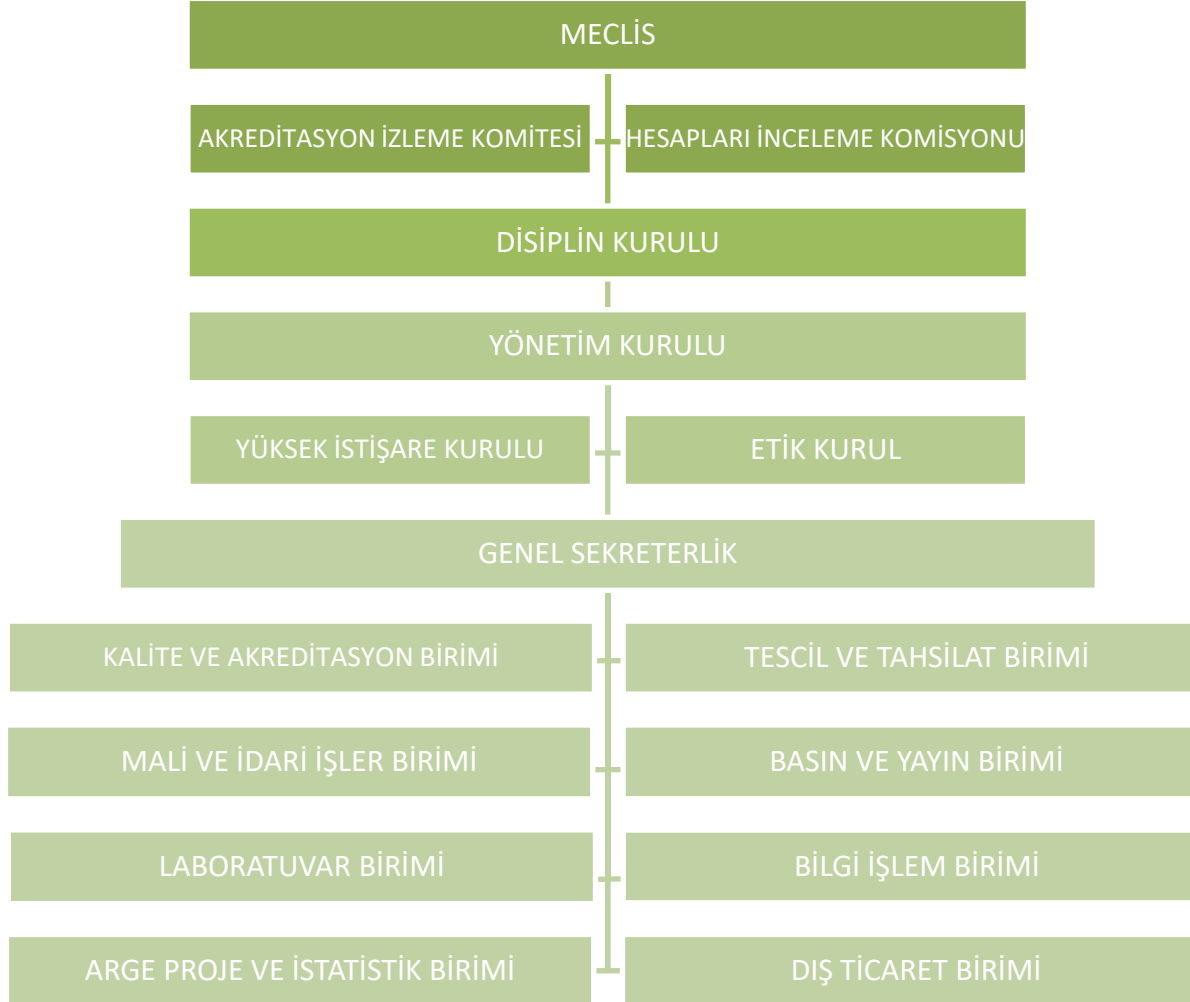 MECLİS
AKREDİTASYON İZLEME KOMİTESİ
HESAPLARI İNCELEME KOMİSYONU
DİSİPLİN KURULU
YÖNETİM KURULU
YÜKSEK İSTİŞARE KURULU
ETİK KURUL
GENEL SEKRETERLİK
KALİTE VE AKREDİTASYON BİRİMİ
TESCİL VE TAHSİLAT BİRİMİ
MALİ VE İDARİ İŞLER BİRİMİ
BASIN VE YAYIN BİRİMİ
LABORATUVAR BİRİMİ
BİLGİ İŞLEM BİRİMİ
ARGE PROJE VE İSTATİSTİK BİRİMİ
DIŞ TİCARET BİRİMİ